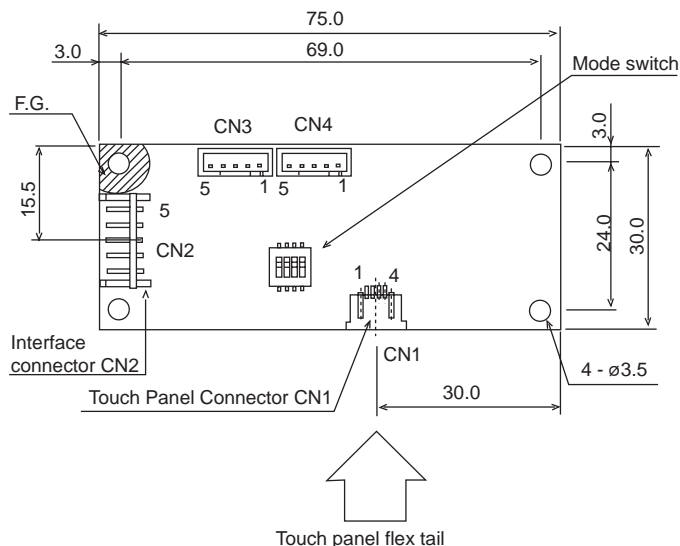 75.0
3.0
69.0
Mode switch
F.G.
CN3
CN4
3.0
5
1
5
1
15.5
5
CN2
24.0
30.0
1
4
Interface
connector CN2
CN1
Touch Panel Connector CN1
4 - ø3.5
30.0
Touch panel flex tail